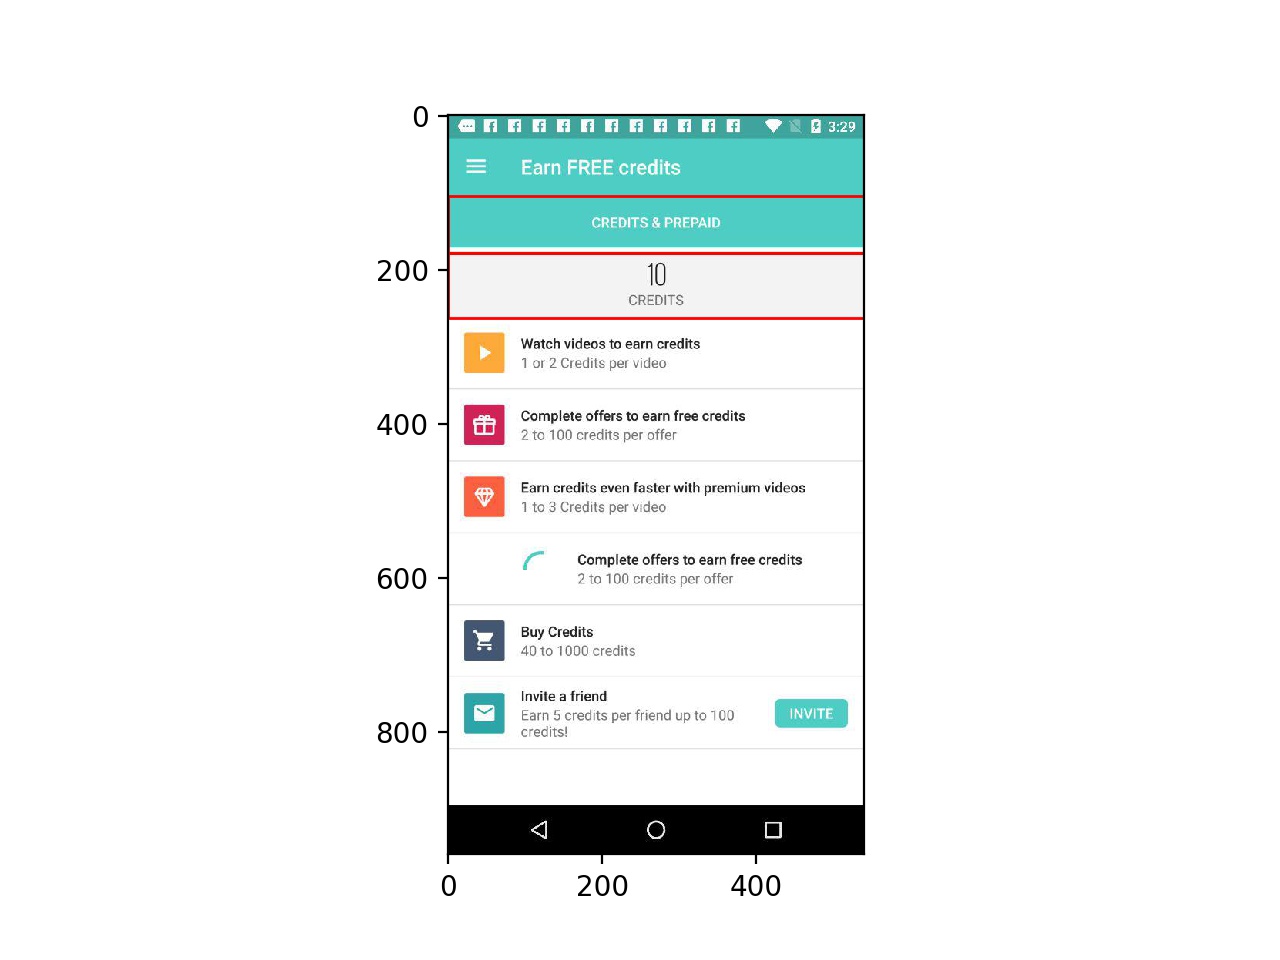 0
3:29
Earn FREE credits
CREDITS & PREPAID
200
10
CREDITS
Watch videos to earn credits
1 or 2 Credits per video
400
Complete offers to earn free credits
2 to 100 credits per offer
Earn credits even faster with premium videos
1 to 3 Credits per video
600
Complete offers to earn free credits
2 to 100 credits per offer
Buy Credits
40 to 1000 credits
Invite a friend
Earn 5 credits per friend up to 100
credits!
INVITE
800
0 200 400